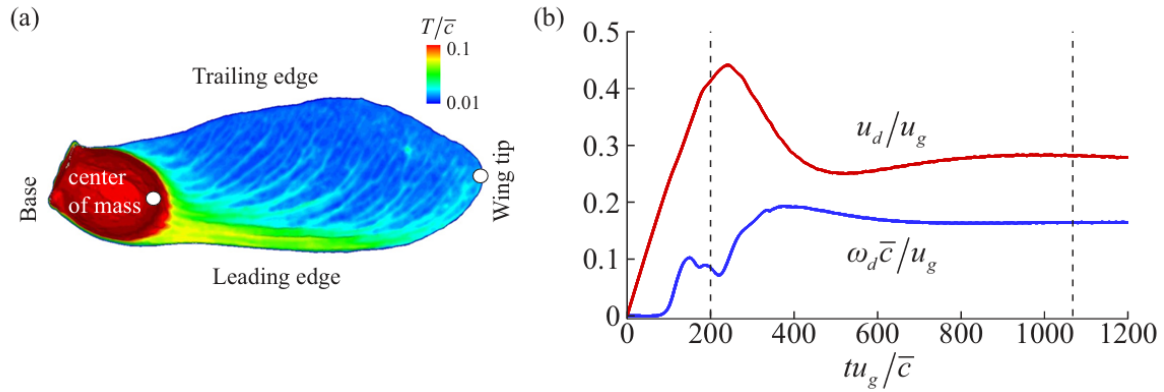 (a)
T/c̅
0.1
0.01
Trailing edge
Base
center
of mass
Wing tip
Leading edge
(b)
0.5
0.4
0.3
0.2
0.1
0
u_d/u_g
ω_d c̅/u_g
0 200 400 600 800 1000 1200
tu_g/c̅